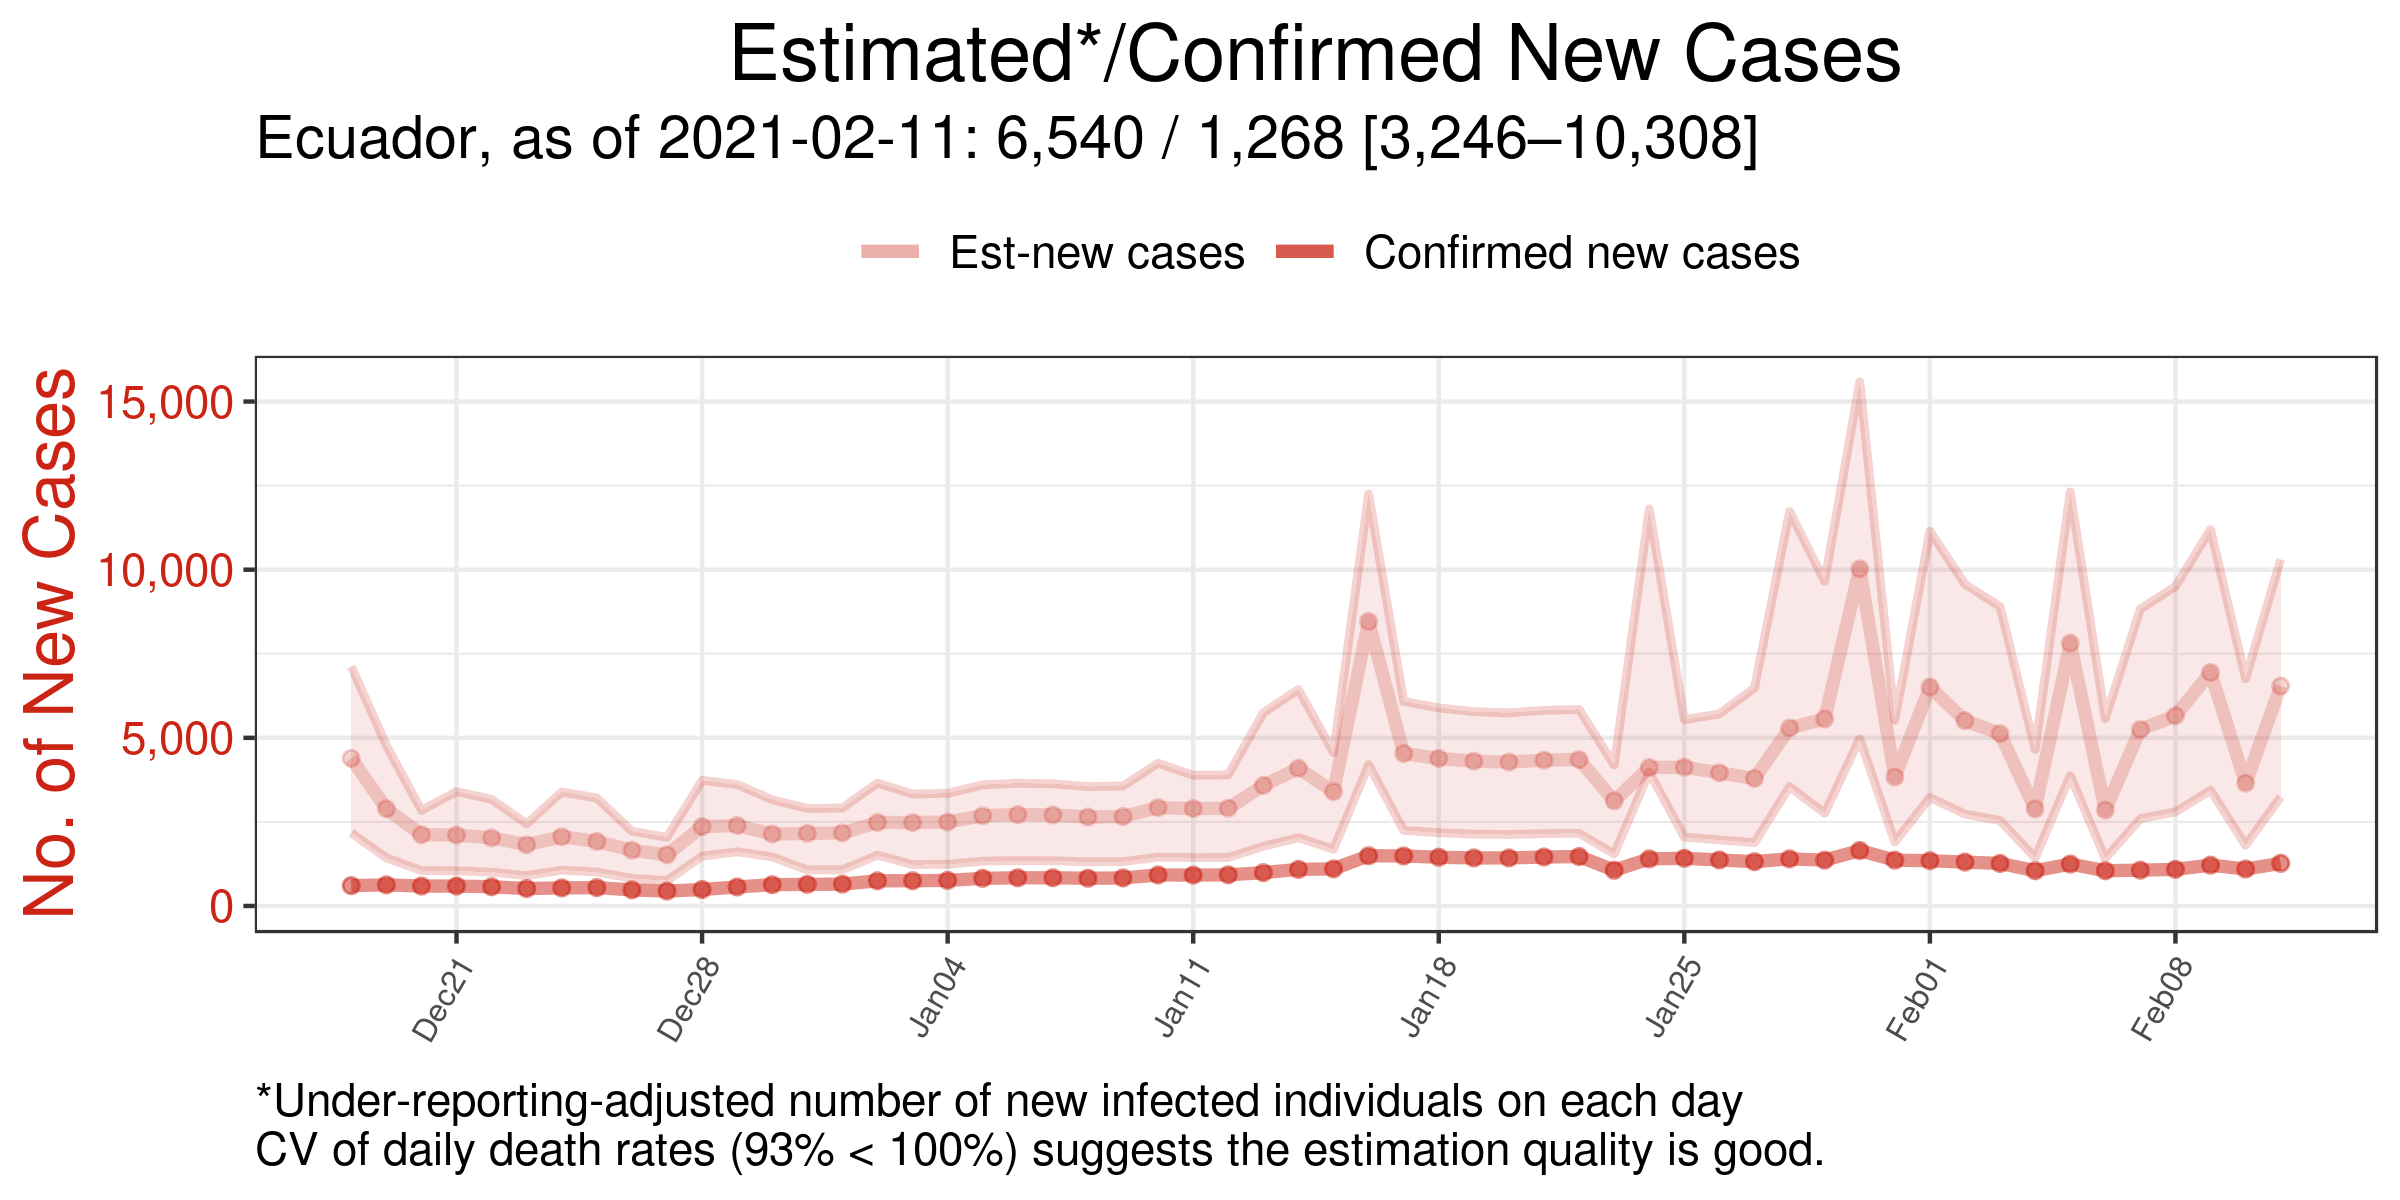 Estimated*/Confirmed New Cases
Ecuador, as of 2021-02-11: 6,540 / 1,268 [3,246–10,308]
Est-new cases Confirmed new cases
No. of New Cases
15,000
10,000
5,000
0
Dec21 Dec28 Jan04 Jan11 Jan18 Jan25 Feb01 Feb08
*Under-reporting-adjusted number of new infected individuals on each day
CV of daily death rates (93% < 100%) suggests the estimation quality is good.